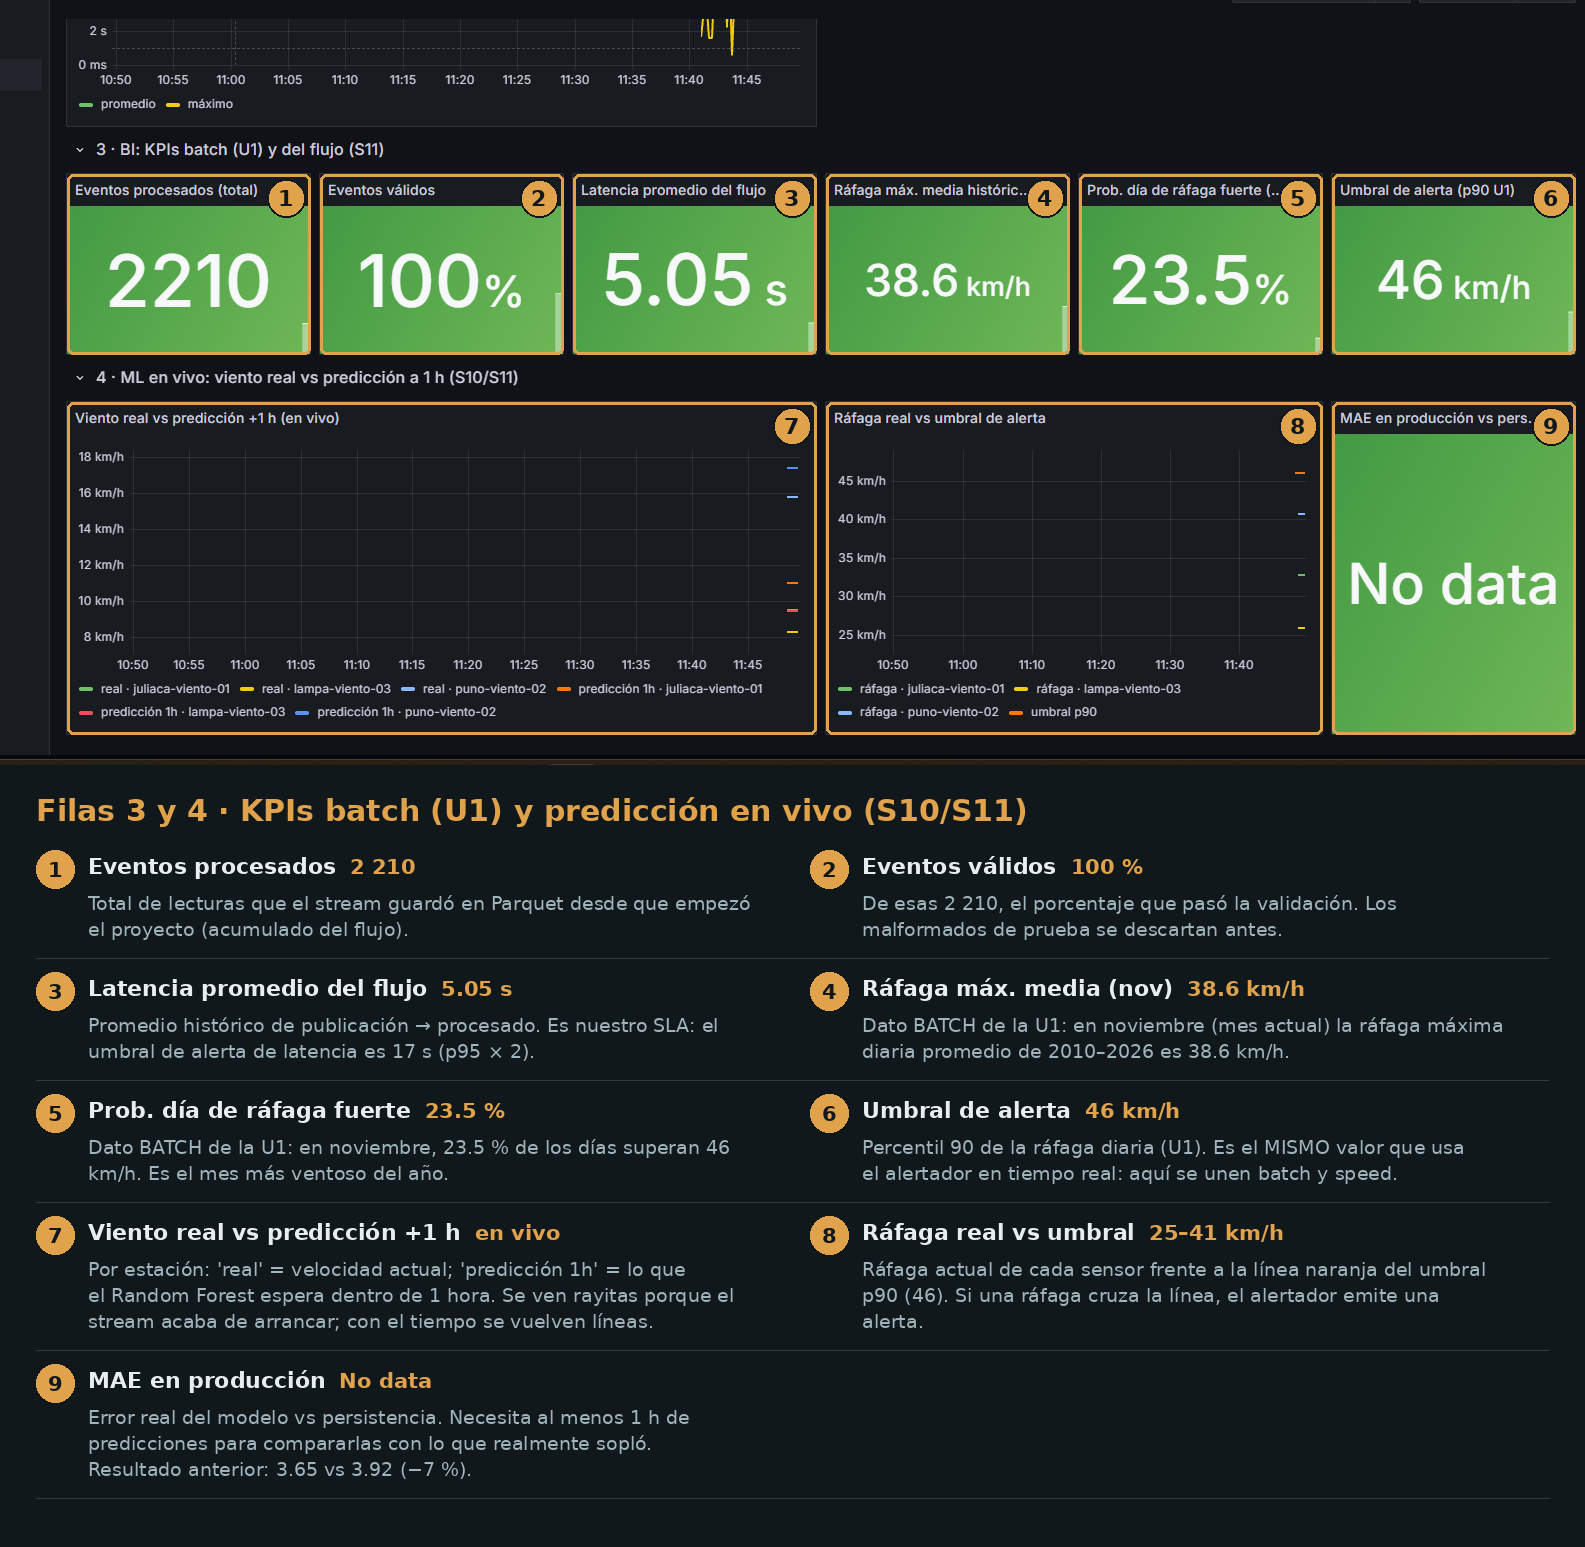 2 s
0 ms
10:50 10:55 11:00 11:05 11:10 11:15 11:20 11:25 11:30 11:35 11:40 11:45
promedio máximo
3 · BI: KPIs batch (U1) y del flujo (S11)
Eventos procesados (total) 1
2210
Eventos válidos 2
100%
Latencia promedio del flujo 3
5.05 s
Ráfaga máx. media históric... 4
38.6 km/h
Prob. día de ráfaga fuerte (... 5
23.5%
Umbral de alerta (p90 U1) 6
46 km/h
4 · ML en vivo: viento real vs predicción a 1 h (S10/S11)
Viento real vs predicción +1 h (en vivo) 7
18 km/h
16 km/h
14 km/h
12 km/h
10 km/h
8 km/h
10:50 10:55 11:00 11:05 11:10 11:15 11:20 11:25 11:30 11:35 11:40 11:45
real · juliaca-viento-01 real · lampa-viento-03 real · puno-viento-02 predicción 1h · juliaca-viento-01
predicción 1h · lampa-viento-03 predicción 1h · puno-viento-02
Ráfaga real vs umbral de alerta 8
45 km/h
40 km/h
35 km/h
30 km/h
25 km/h
10:50 11:00 11:10 11:20 11:30 11:40
ráfaga · juliaca-viento-01 ráfaga · lampa-viento-03
ráfaga · puno-viento-02 umbral p90
MAE en producción vs pers... 9
No data
Filas 3 y 4 · KPIs batch (U1) y predicción en vivo (S10/S11)
1 Eventos procesados 2 210
Total de lecturas que el stream guardó en Parquet desde que empezó
el proyecto (acumulado del flujo).
2 Eventos válidos 100 %
De esas 2 210, el porcentaje que pasó la validación. Los
malformados de prueba se descartan antes.
3 Latencia promedio del flujo 5.05 s
Promedio histórico de publicación → procesado. Es nuestro SLA: el
umbral de alerta de latencia es 17 s (p95 × 2).
4 Ráfaga máx. media (nov) 38.6 km/h
Dato BATCH de la U1: en noviembre (mes actual) la ráfaga máxima
diaria promedio de 2010–2026 es 38.6 km/h.
5 Prob. día de ráfaga fuerte 23.5 %
Dato BATCH de la U1: en noviembre, 23.5 % de los días superan 46
km/h. Es el mes más ventoso del año.
6 Umbral de alerta 46 km/h
Percentil 90 de la ráfaga diaria (U1). Es el MISMO valor que usa
el alertador en tiempo real: aquí se unen batch y speed.
7 Viento real vs predicción +1 h en vivo
Por estación: 'real' = velocidad actual; 'predicción 1h' = lo que
el Random Forest espera dentro de 1 hora. Se ven rayitas porque el
stream acaba de arrancar; con el tiempo se vuelven líneas.
8 Ráfaga real vs umbral 25–41 km/h
Ráfaga actual de cada sensor frente a la línea naranja del umbral
p90 (46). Si una ráfaga cruza la línea, el alertador emite una
alerta.
9 MAE en producción No data
Error real del modelo vs persistencia. Necesita al menos 1 h de
predicciones para compararlas con lo que realmente sopló.
Resultado anterior: 3.65 vs 3.92 (−7 %).